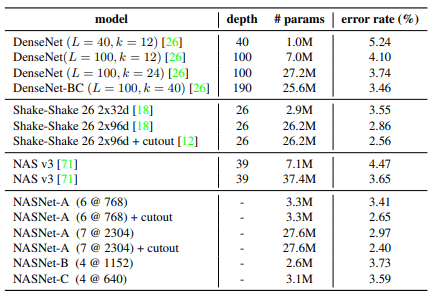 model depth # params error rate (%)
DenseNet (L = 40, k = 12) [26] 40 1.0M 5.24
DenseNet(L = 100, k = 12) [26] 100 7.0M 4.10
DenseNet (L = 100, k = 24) [26] 100 27.2M 3.74
DenseNet-BC (L = 100, k = 40) [26] 190 25.6M 3.46
Shake-Shake 26 2x32d [18] 26 2.9M 3.55
Shake-Shake 26 2x96d [18] 26 26.2M 2.86
Shake-Shake 26 2x96d + cutout [12] 26 26.2M 2.56
NAS v3 [71] 39 7.1M 4.47
NAS v3 [71] 39 37.4M 3.65
NASNet-A (6 @ 768) - 3.3M 3.41
NASNet-A (6 @ 768) + cutout - 3.3M 2.65
NASNet-A (7 @ 2304) - 27.6M 2.97
NASNet-A (7 @ 2304) + cutout - 27.6M 2.40
NASNet-B (4 @ 1152) - 2.6M 3.73
NASNet-C (4 @ 640) - 3.1M 3.59